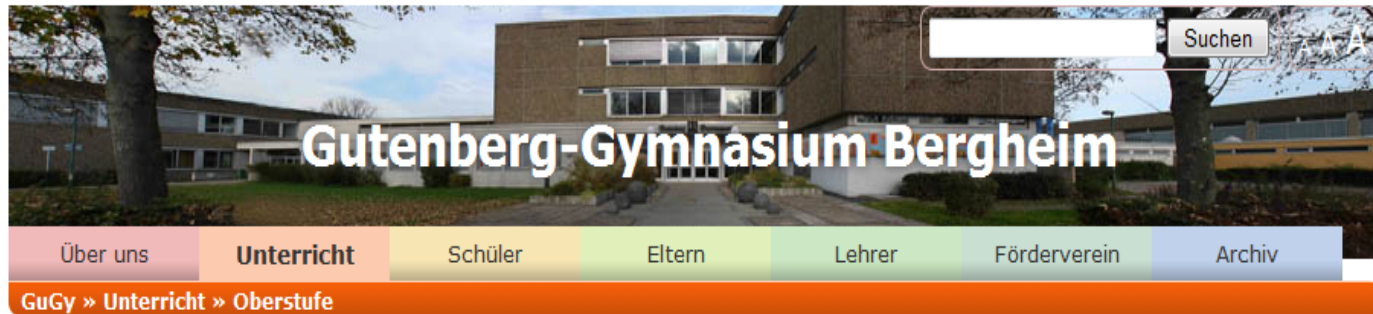 Suchen A A A
Gutenberg-Gymnasium Bergheim
Über uns Unterricht Schüler Eltern Lehrer Förderverein Archiv
GuGy » Unterricht » Oberstufe